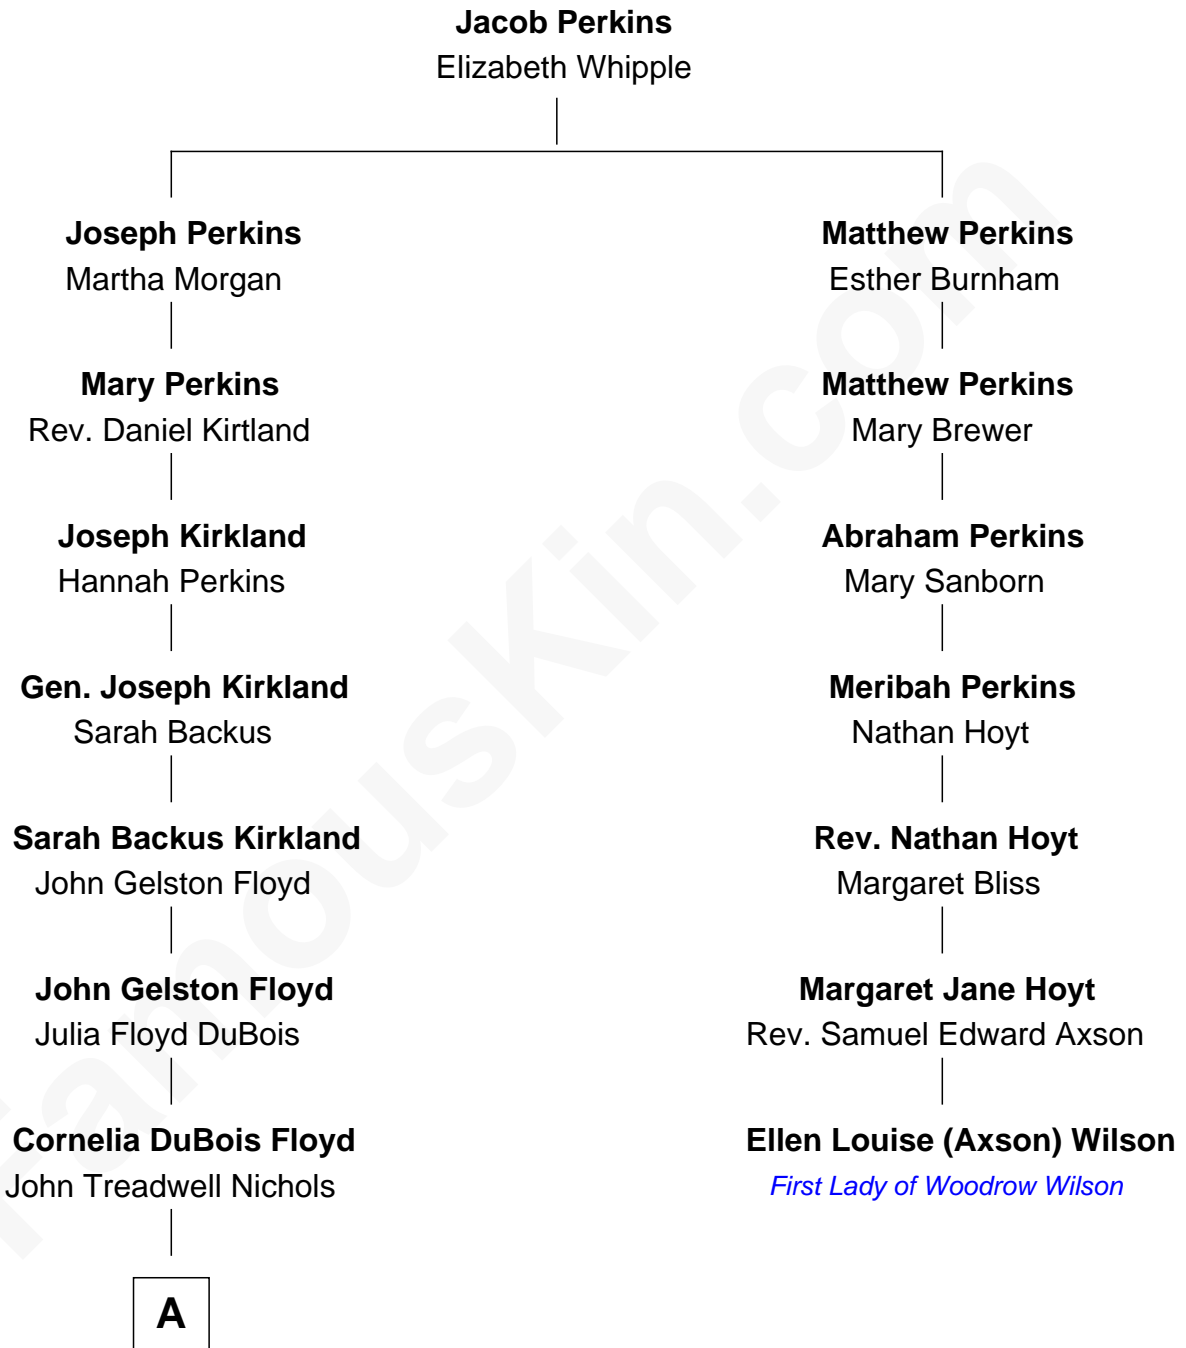 Jacob Perkins
Elizabeth Whipple
Joseph Perkins
Martha Morgan
Matthew Perkins
Esther Burnham
Mary Perkins
Rev. Daniel Kirtland
Matthew Perkins
Mary Brewer
Joseph Kirkland
Hannah Perkins
Abraham Perkins
Mary Sanborn
Gen. Joseph Kirkland
Sarah Backus
Meribah Perkins
Nathan Hoyt
Sarah Backus Kirkland
John Gelston Floyd
Rev. Nathan Hoyt
Margaret Bliss
John Gelston Floyd
Julia Floyd DuBois
Margaret Jane Hoyt
Rev. Samuel Edward Axson
Cornelia DuBois Floyd
John Treadwell Nichols
Ellen Louise (Axson) Wilson
First Lady of Woodrow Wilson
A
FamousKin.com